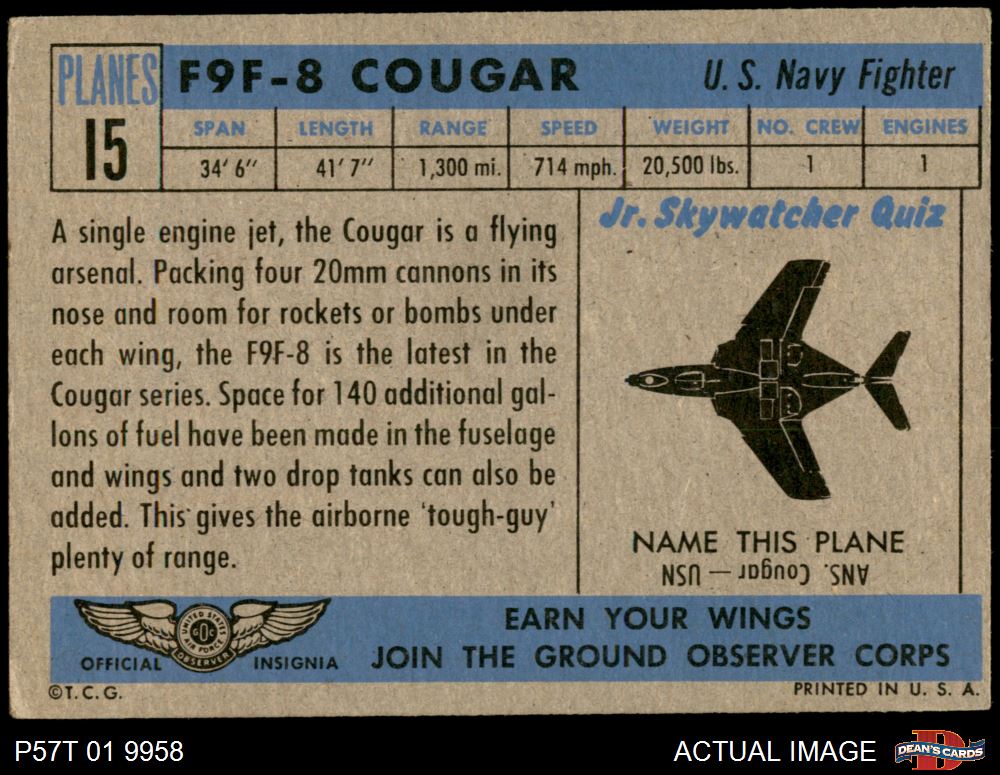 PLANES
15
F9F-8 COUGAR
U. S. Navy Fighter
SPAN LENGTH RANGE SPEED WEIGHT NO. CREW ENGINES
34' 6" 41' 7" 1,300 mi. 714 mph. 20,500 lbs. 1 1
A single engine jet, the Cougar is a flying
arsenal. Packing four 20mm cannons in its
nose and room for rockets or bombs under
each wing, the F9F-8 is the latest in the
Cougar series. Space for 140 additional gal-
lons of fuel have been made in the fuselage
and wings and two drop tanks can also be
added. This gives the airborne 'tough-guy'
plenty of range.
Jr. Skywatcher Quiz
NAME THIS PLANE
ANS. Cougar — USN
UNITED STATES
GOC
AIR FORCE
OBSERVER
OFFICIAL INSIGNIA
EARN YOUR WINGS
JOIN THE GROUND OBSERVER CORPS
©T.C.G.
PRINTED IN U. S. A.
P57T 01 9958
ACTUAL IMAGE
D
DEAN'S CARDS